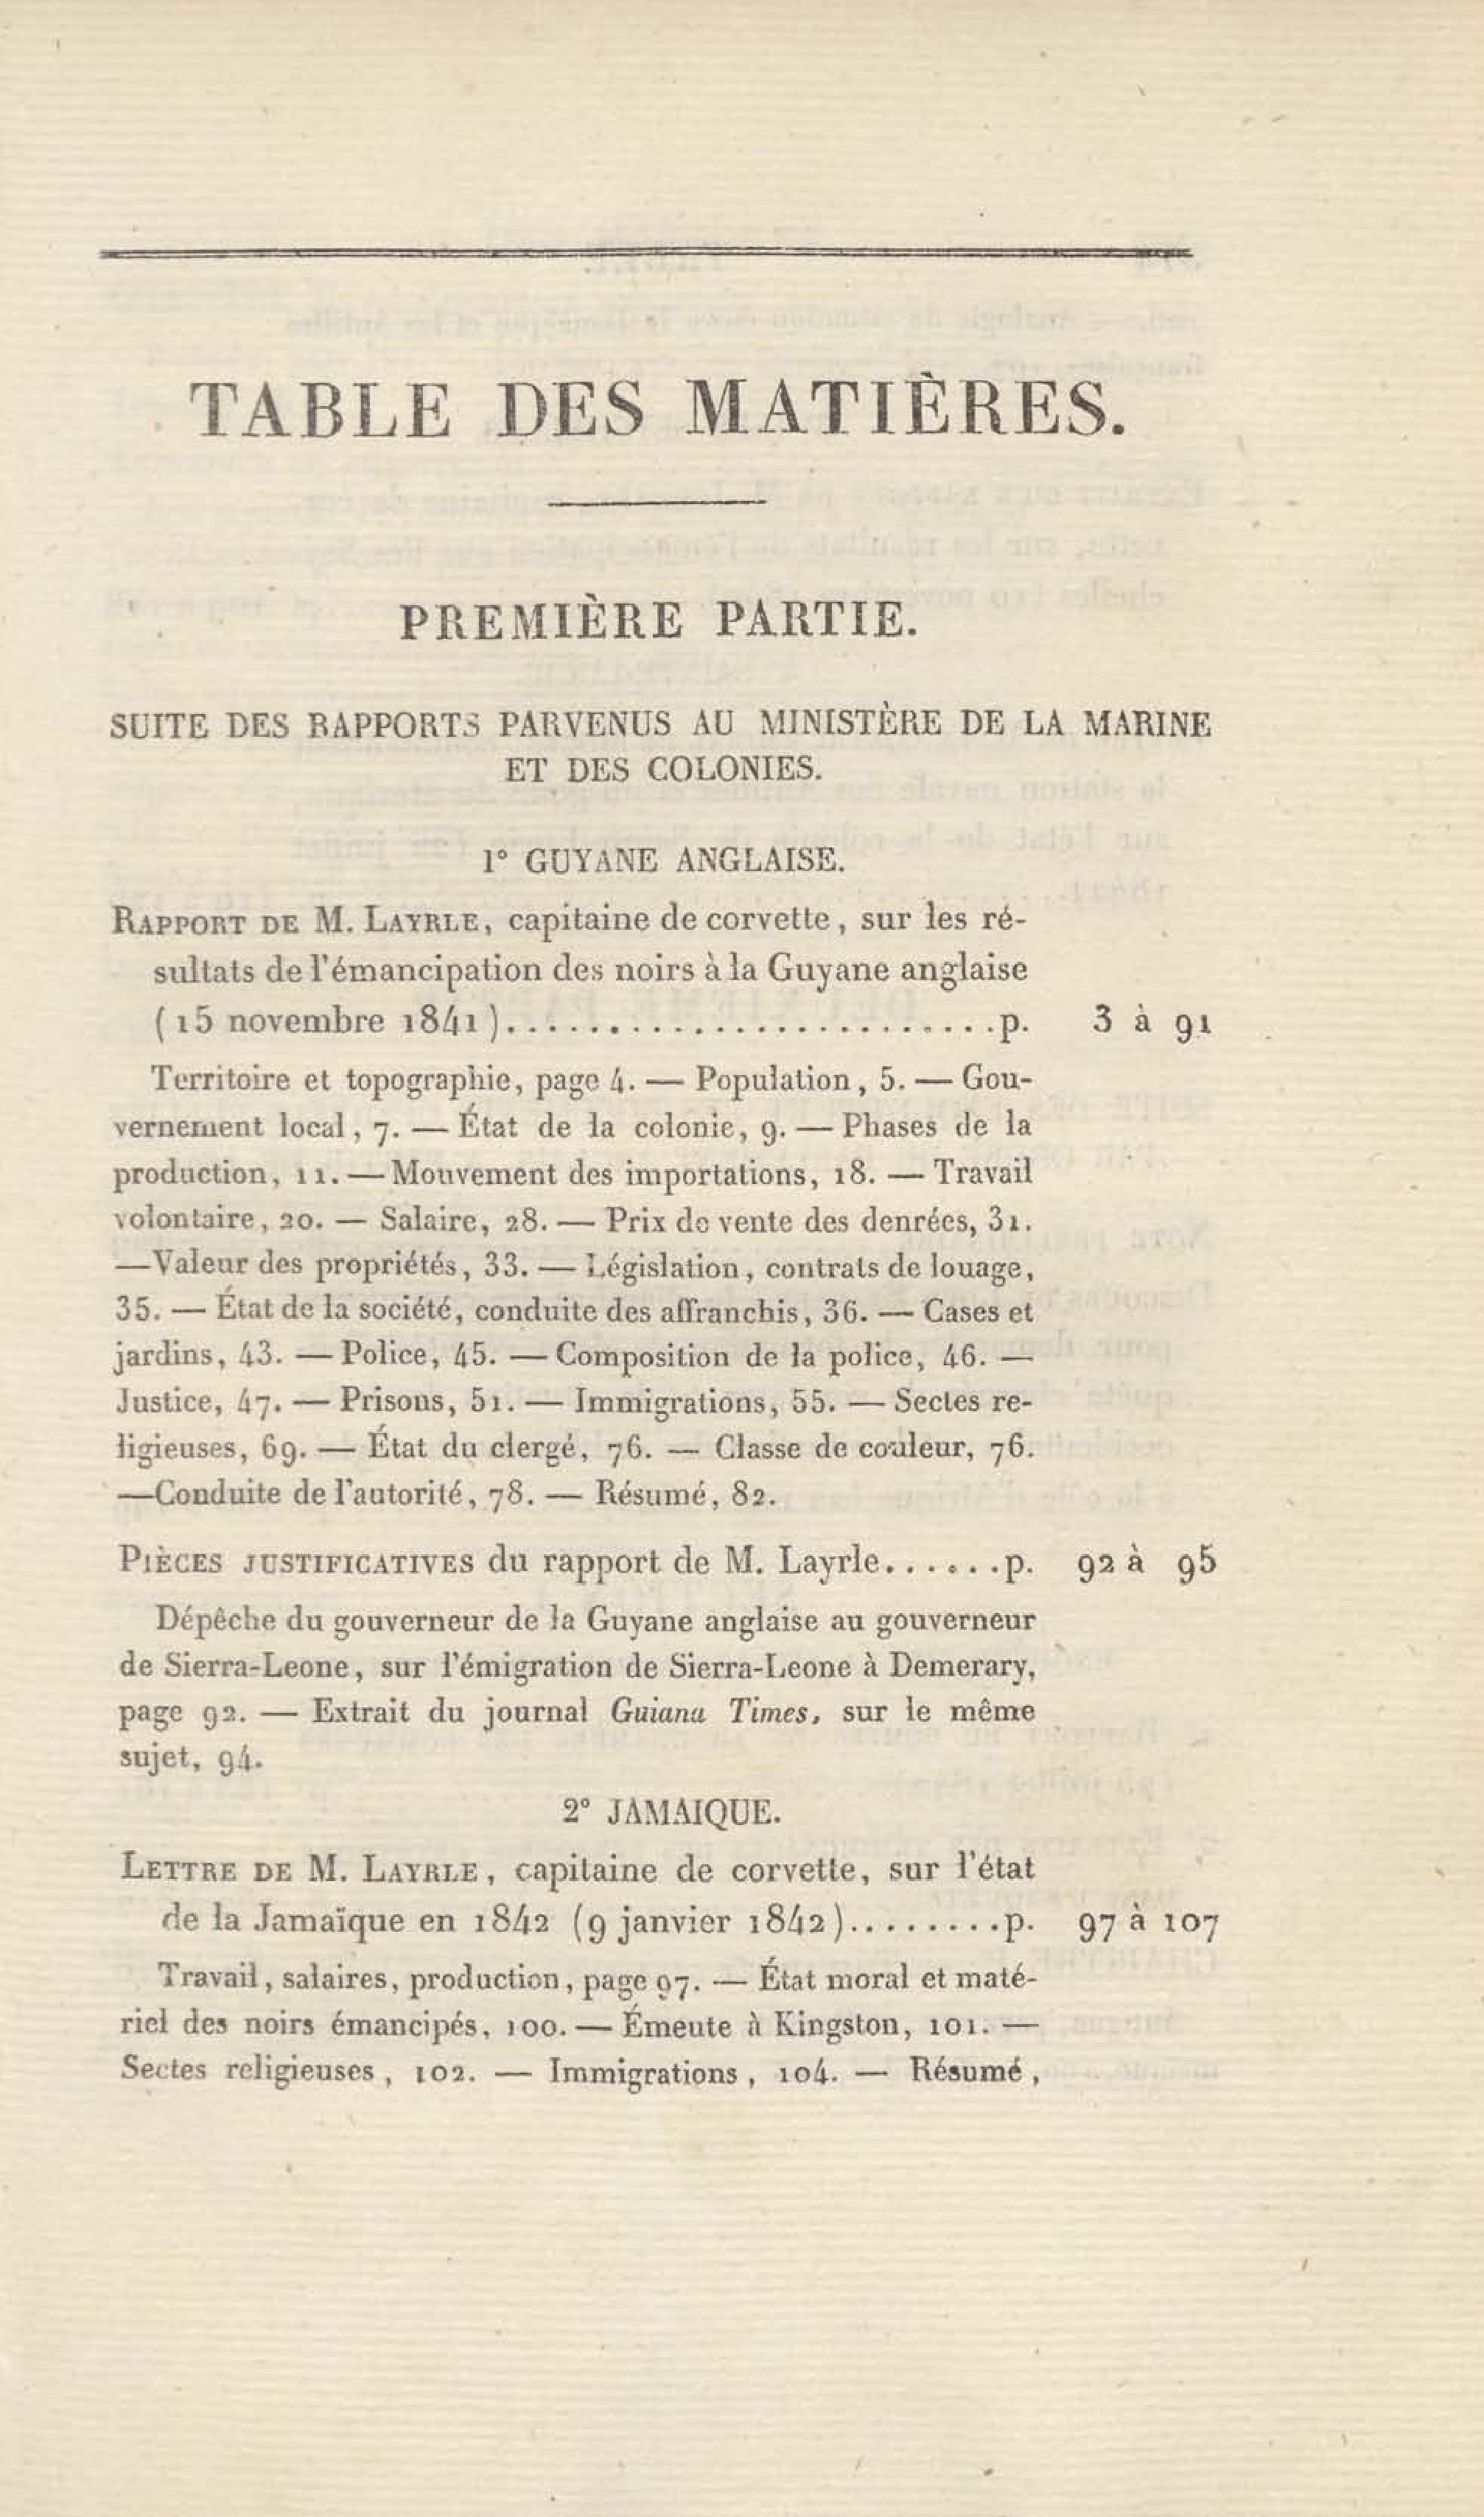 TABLE DES MATIÈRES.
PREMIÈRE PARTIE.
SUITE DES RAPPORTS PARVENUS AU MINISTÈRE DE LA MARINE
ET DES COLONIES.
1° GUYANE ANGLAISE.
RAPPORT DE M. LAYRLE, capitaine de corvette, sur les ré-
sultats de l'émancipation des noirs à la Guyane anglaise
(15 novembre 1841)........................p. 3 à 91
Territoire et topographie, page 4. — Population, 5. — Gou-
vernement local, 7. — État de la colonie, 9. — Phases de la
production, 11. — Mouvement des importations, 18. — Travail
volontaire, 20. — Salaire, 28. — Prix de vente des denrées, 31.
— Valeur des propriétés, 33. — Législation, contrats de louage,
35. — État de la société, conduite des affranchis, 36. — Cases et
jardins, 43. — Police, 45. — Composition de la police, 46. —
Justice, 47. — Prisons, 51. — Immigrations, 55. — Sectes re-
ligieuses, 69. — État du clergé, 76. — Classe de couleur, 76.
— Conduite de l'autorité, 78. — Résumé, 82.
PIÈCES JUSTIFICATIVES du rapport de M. Layrle......p. 92 à 95
Dépêche du gouverneur de la Guyane anglaise au gouverneur
de Sierra-Leone, sur l'émigration de Sierra-Leone à Demerary,
page 92. — Extrait du journal Guiana Times, sur le même
sujet, 94.
2° JAMAIQUE.
LETTRE DE M. LAYRLE, capitaine de corvette, sur l'état
de la Jamaïque en 1842 (9 janvier 1842)........p. 97 à 107
Travail, salaires, production, page 97. — État moral et maté-
riel des noirs émancipés, 100. — Émeute à Kingston, 101. —
Sectes religieuses, 102. — Immigrations, 104. — Résumé,